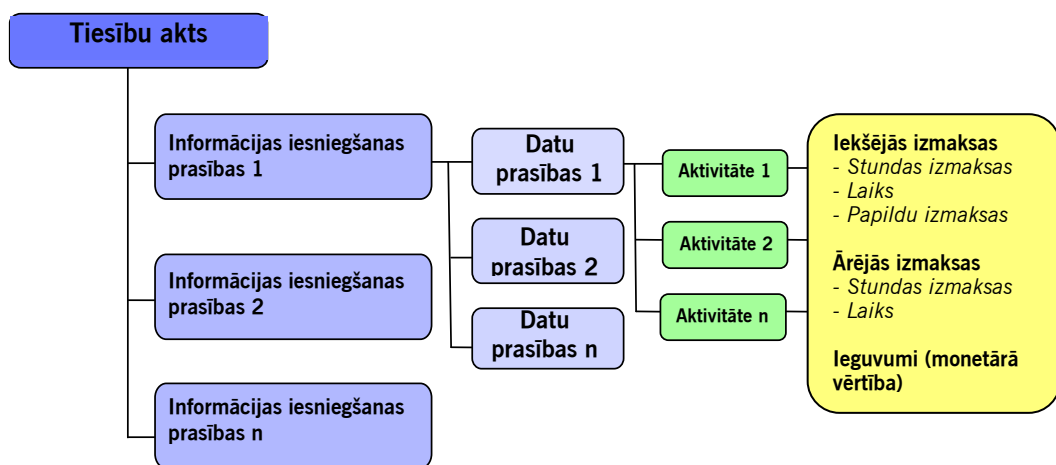 Tiesību akts
Informācijas iesniegšanas
prasības 1
Informācijas iesniegšanas
prasības 2
Informācijas iesniegšanas
prasības n
Datu
prasības 1
Datu
prasības 2
Datu
prasības n
Aktivitāte 1
Aktivitāte 2
Aktivitāte n
Iekšējās izmaksas
- Stundas izmaksas
- Laiks
- Papildu izmaksas
Ārējās izmaksas
- Stundas izmaksas
- Laiks
Ieguvumi (monetārā
vērtība)